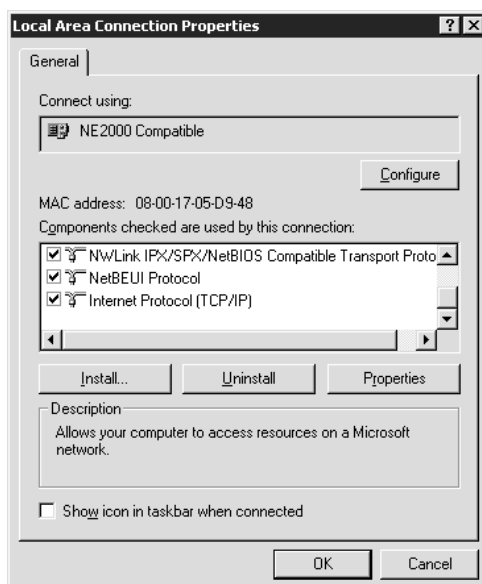 Local Area Connection Properties
General
Connect using:
NE2000 Compatible
Configure
MAC address: 08-00-17-05-D9-48
Components checked are used by this connection:
NWLink IPX/SPX/NetBIOS Compatible Transport Proto
NetBEUI Protocol
Internet Protocol (TCP/IP)
Install... Uninstall Properties
Description
Allows your computer to access resources on a Microsoft
network.
Show icon in taskbar when connected
OK Cancel